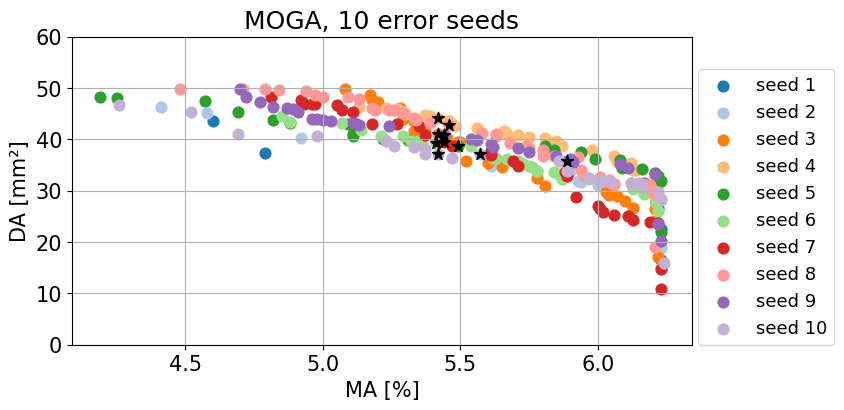 MOGA, 10 error seeds
60
50
40
30
20
10
0
DA [mm²]
4.5 5.0 5.5 6.0
MA [%]
seed 1
seed 2
seed 3
seed 4
seed 5
seed 6
seed 7
seed 8
seed 9
seed 10